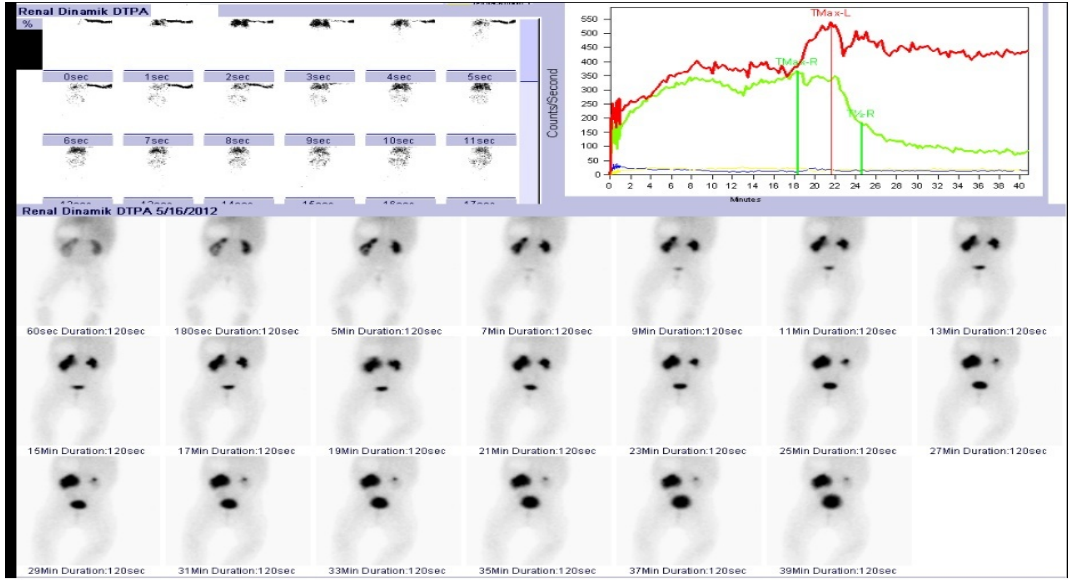 Renal Dinamik DTPA
%
0sec 1sec 2sec 3sec 4sec 5sec
6sec 7sec 8sec 9sec 10sec 11sec
Counts/Second
550
500
450
400
350
300
250
200
150
100
50
0
TMax-L
TMax-R
T½-R
0 2 4 6 8 10 12 14 16 18 20 22 24 26 28 30 32 34 36 38 40
Minutes
Renal Dinamik DTPA 5/16/2012
60sec Duration:120sec 180sec Duration:120sec 5Min Duration:120sec 7Min Duration:120sec 9Min Duration:120sec 11Min Duration:120sec 13Min Duration:120sec
15Min Duration:120sec 17Min Duration:120sec 19Min Duration:120sec 21Min Duration:120sec 23Min Duration:120sec 25Min Duration:120sec 27Min Duration:120sec
29Min Duration:120sec 31Min Duration:120sec 33Min Duration:120sec 35Min Duration:120sec 37Min Duration:120sec 39Min Duration:120sec